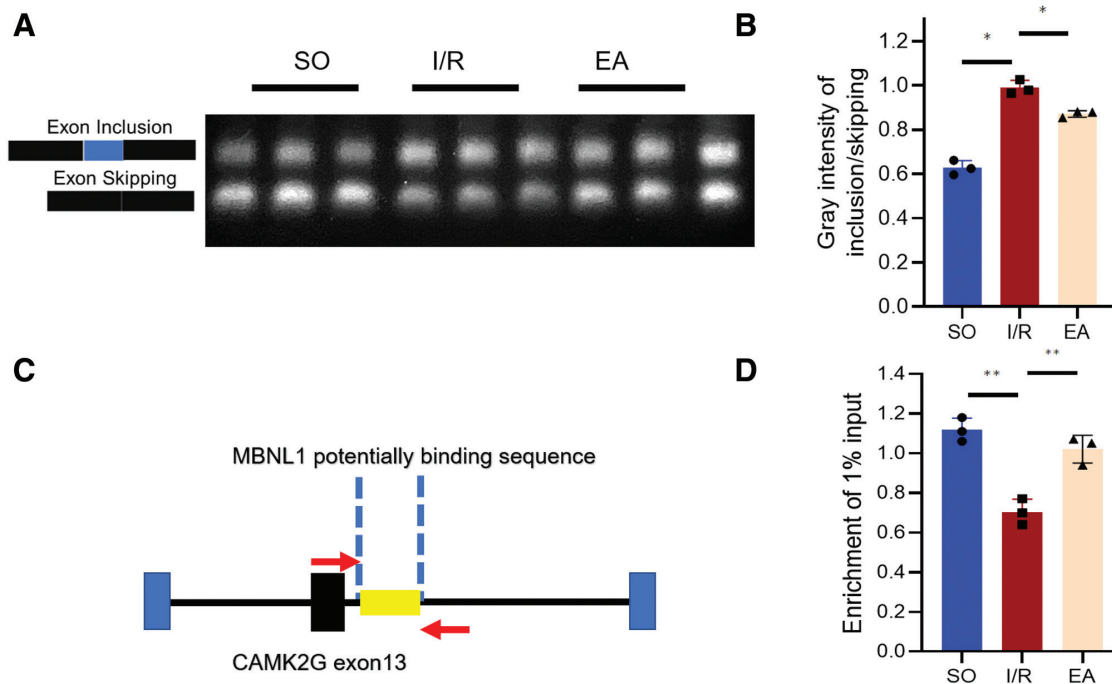 A
SO I/R EA
Exon Inclusion
Exon Skipping
B
Gray intensity of
inclusion/skipping
1.2
1.0
0.8
0.6
0.4
0.2
0.0
* *
SO I/R EA
C
MBNL1 potentially binding sequence
CAMK2G exon13
D
Enrichment of 1% input
1.4
1.2
1.0
0.8
0.6
0.4
0.2
0.0
** **
SO I/R EA